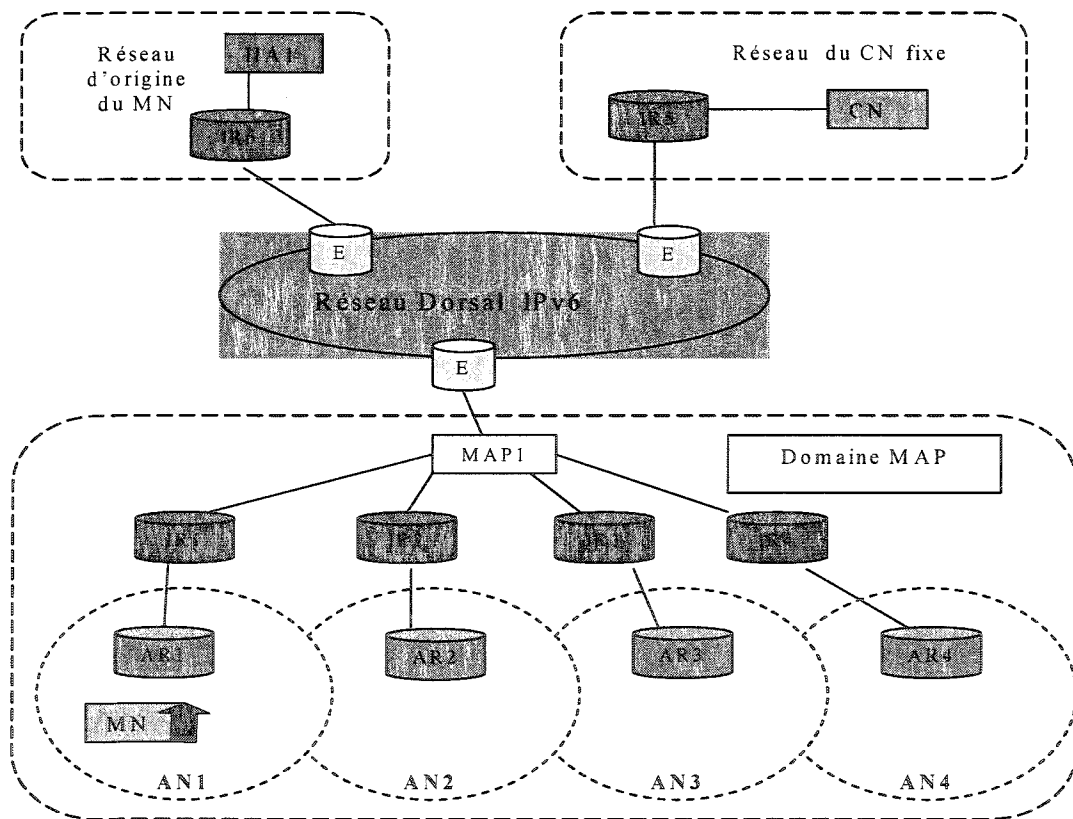 Réseau
d'origine
du MN
HA1
Réseau du CN fixe
CN
E
E
Réseau Dorsal IPv6
E
MAP1
Domaine MAP
IR1
AR1
AR2
AR3
AR4
MN
AN1
AN2
AN3
AN4